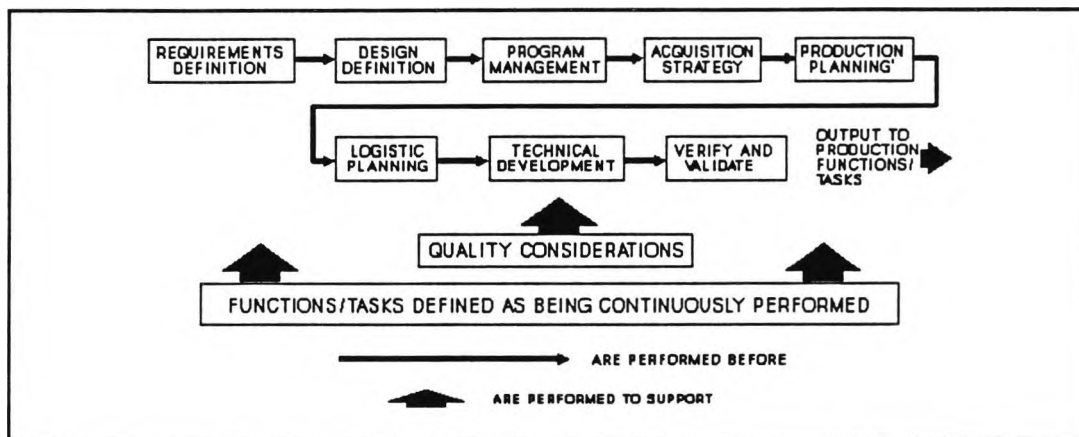 REQUIREMENTS
DEFINITION
DESIGN
DEFINITION
PROGRAM
MANAGEMENT
ACQUISITION
STRATEGY
PRODUCTION
PLANNING'
LOGISTIC
PLANNING
TECHNICAL
DEVELOPMENT
VERIFY AND
VALIDATE
OUTPUT TO
PRODUCTION
FUNCTIONS/
TASKS
QUALITY CONSIDERATIONS
FUNCTIONS/TASKS DEFINED AS BEING CONTINUOUSLY PERFORMED
ARE PERFORMED BEFORE
ARE PERFORMED TO SUPPORT